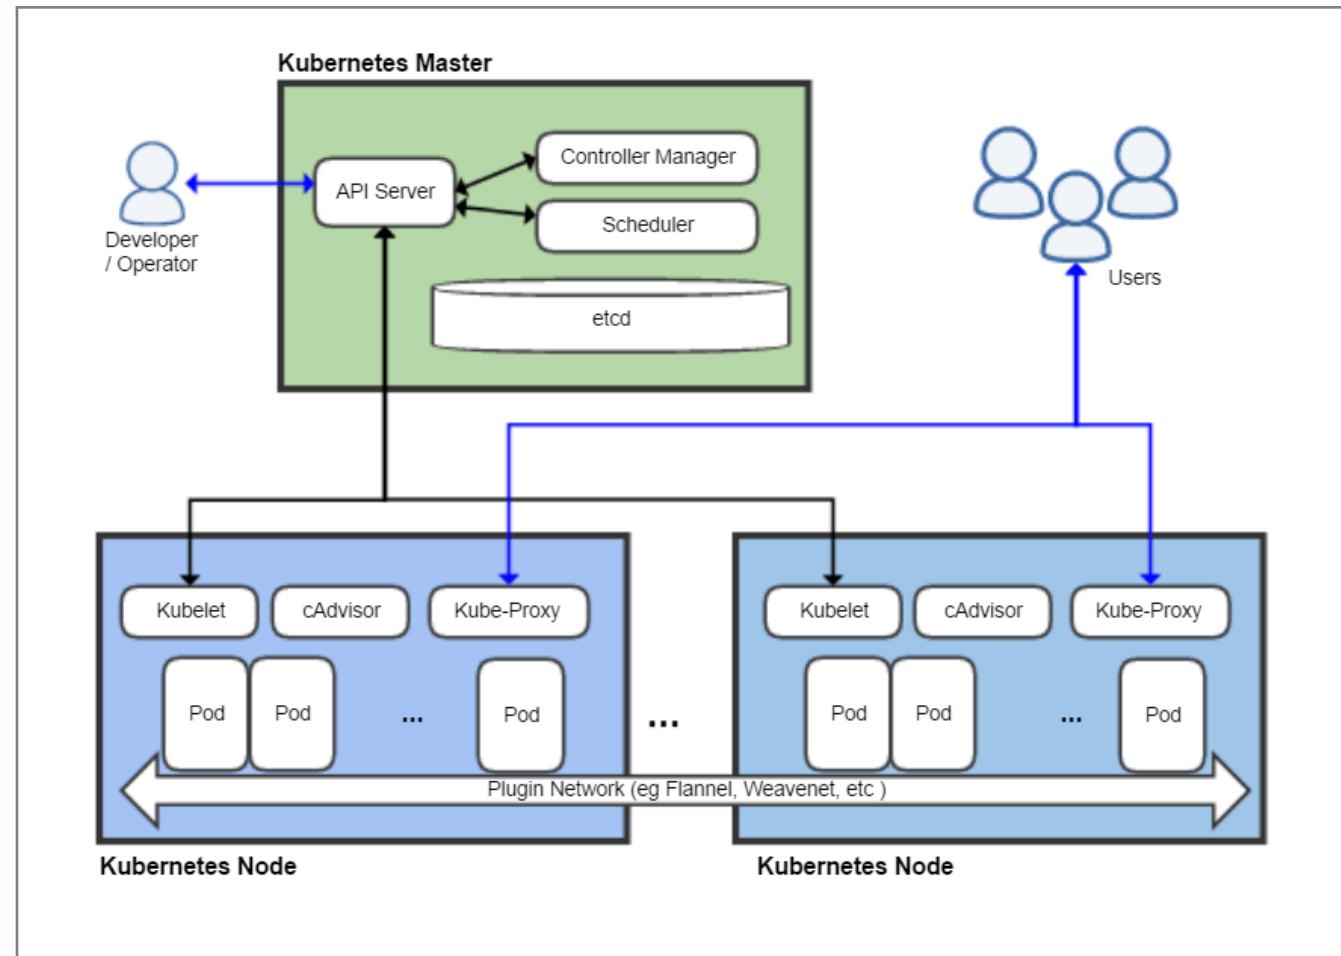 Kubernetes Master
Controller Manager
API Server
Scheduler
Developer
/ Operator
etcd
Users
Kubelet
cAdvisor
Kube-Proxy
Pod
Pod
...
Pod
...
Kubelet
cAdvisor
Kube-Proxy
Pod
Pod
...
Pod
Plugin Network (eg Flannel, Weavenet, etc )
Kubernetes Node
Kubernetes Node